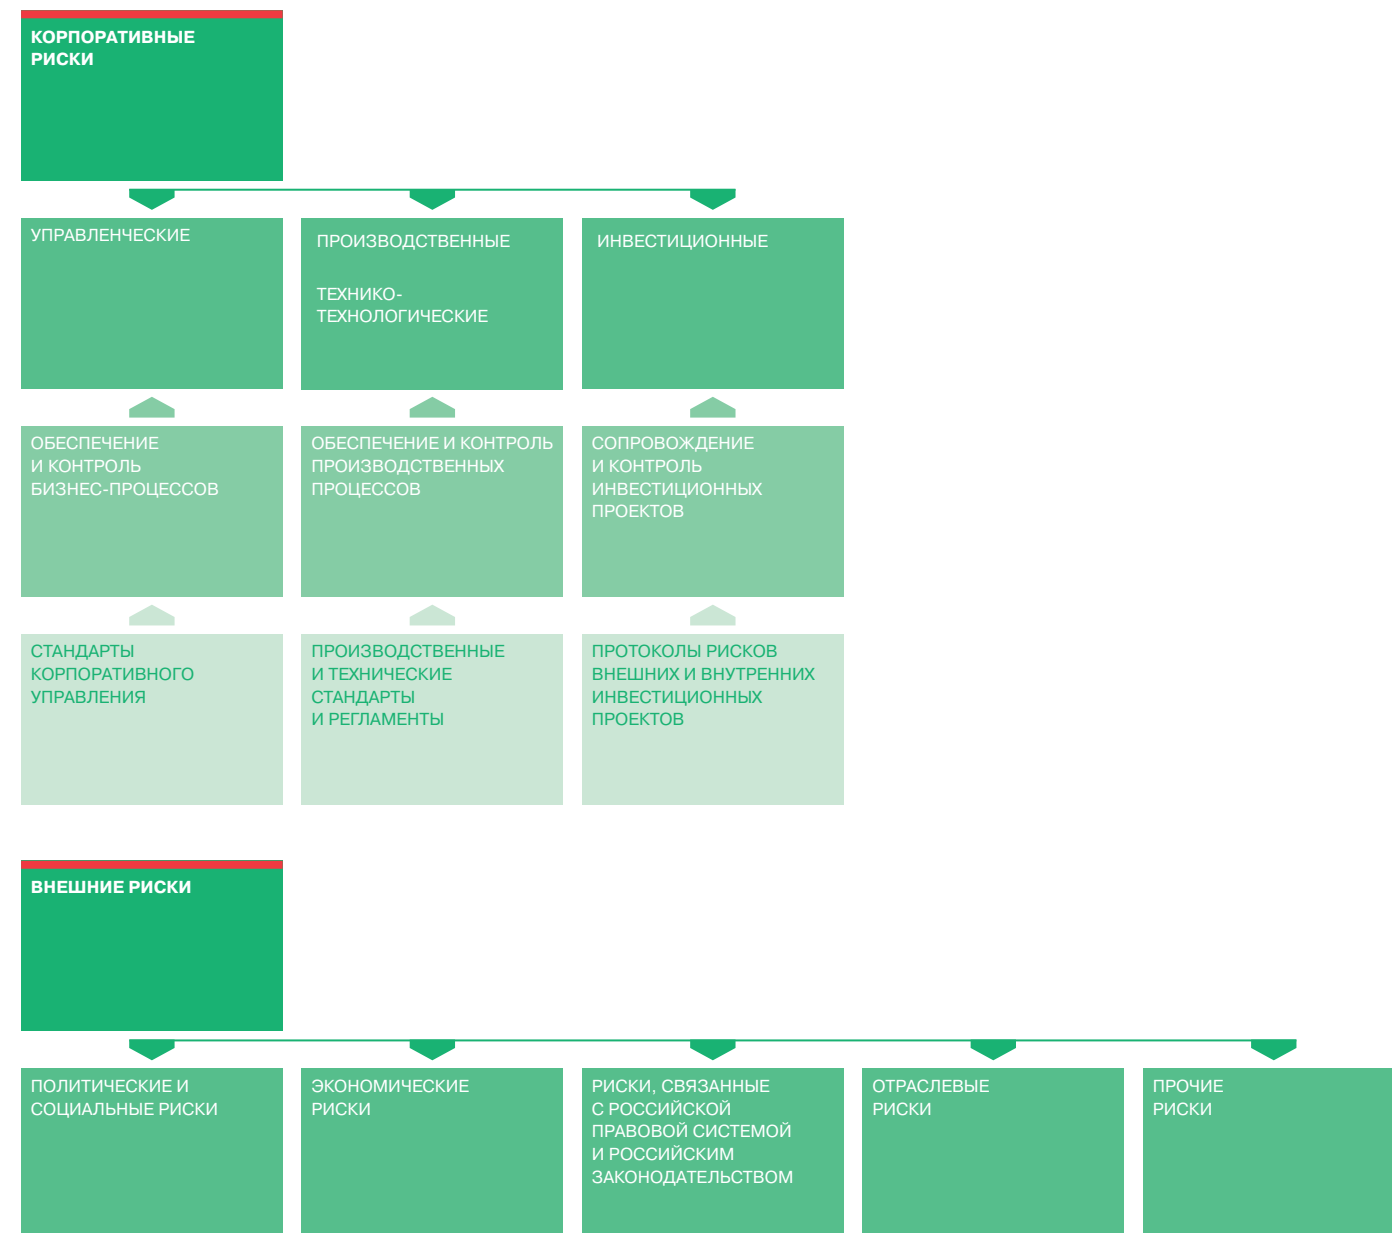 КОРПОРАТИВНЫЕ
РИСКИ
УПРАВЛЕНЧЕСКИЕ
ПРОИЗВОДСТВЕННЫЕ
ТЕХНИКО-
ТЕХНОЛОГИЧЕСКИЕ
ИНВЕСТИЦИОННЫЕ
ОБЕСПЕЧЕНИЕ
И КОНТРОЛЬ
БИЗНЕС-ПРОЦЕССОВ
ОБЕСПЕЧЕНИЕ И КОНТРОЛЬ
ПРОИЗВОДСТВЕННЫХ
ПРОЦЕССОВ
СОПРОВОЖДЕНИЕ
И КОНТРОЛЬ
ИНВЕСТИЦИОННЫХ
ПРОЕКТОВ
СТАНДАРТЫ
КОРПОРАТИВНОГО
УПРАВЛЕНИЯ
ПРОИЗВОДСТВЕННЫЕ
И ТЕХНИЧЕСКИЕ
СТАНДАРТЫ
И РЕГЛАМЕНТЫ
ПРОТОКОЛЫ РИСКОВ
ВНЕШНИХ И ВНУТРЕННИХ
ИНВЕСТИЦИОННЫХ
ПРОЕКТОВ
ВНЕШНИЕ РИСКИ
ПОЛИТИЧЕСКИЕ И
СОЦИАЛЬНЫЕ РИСКИ
ЭКОНОМИЧЕСКИЕ
РИСКИ
РИСКИ, СВЯЗАННЫЕ
С РОССИЙСКОЙ
ПРАВОВОЙ СИСТЕМОЙ
И РОССИЙСКИМ
ЗАКОНОДАТЕЛЬСТВОМ
ОТРАСЛЕВЫЕ
РИСКИ
ПРОЧИЕ
РИСКИ